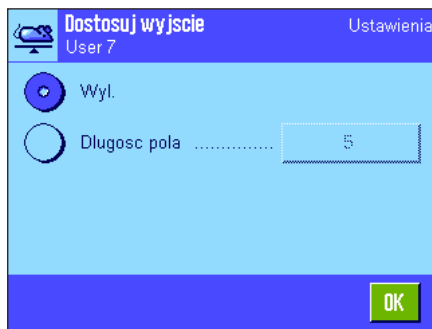 Dostosuj wyjscie Ustawienia
User 7
Wyl.
Dlugosc pola ............... 5
OK